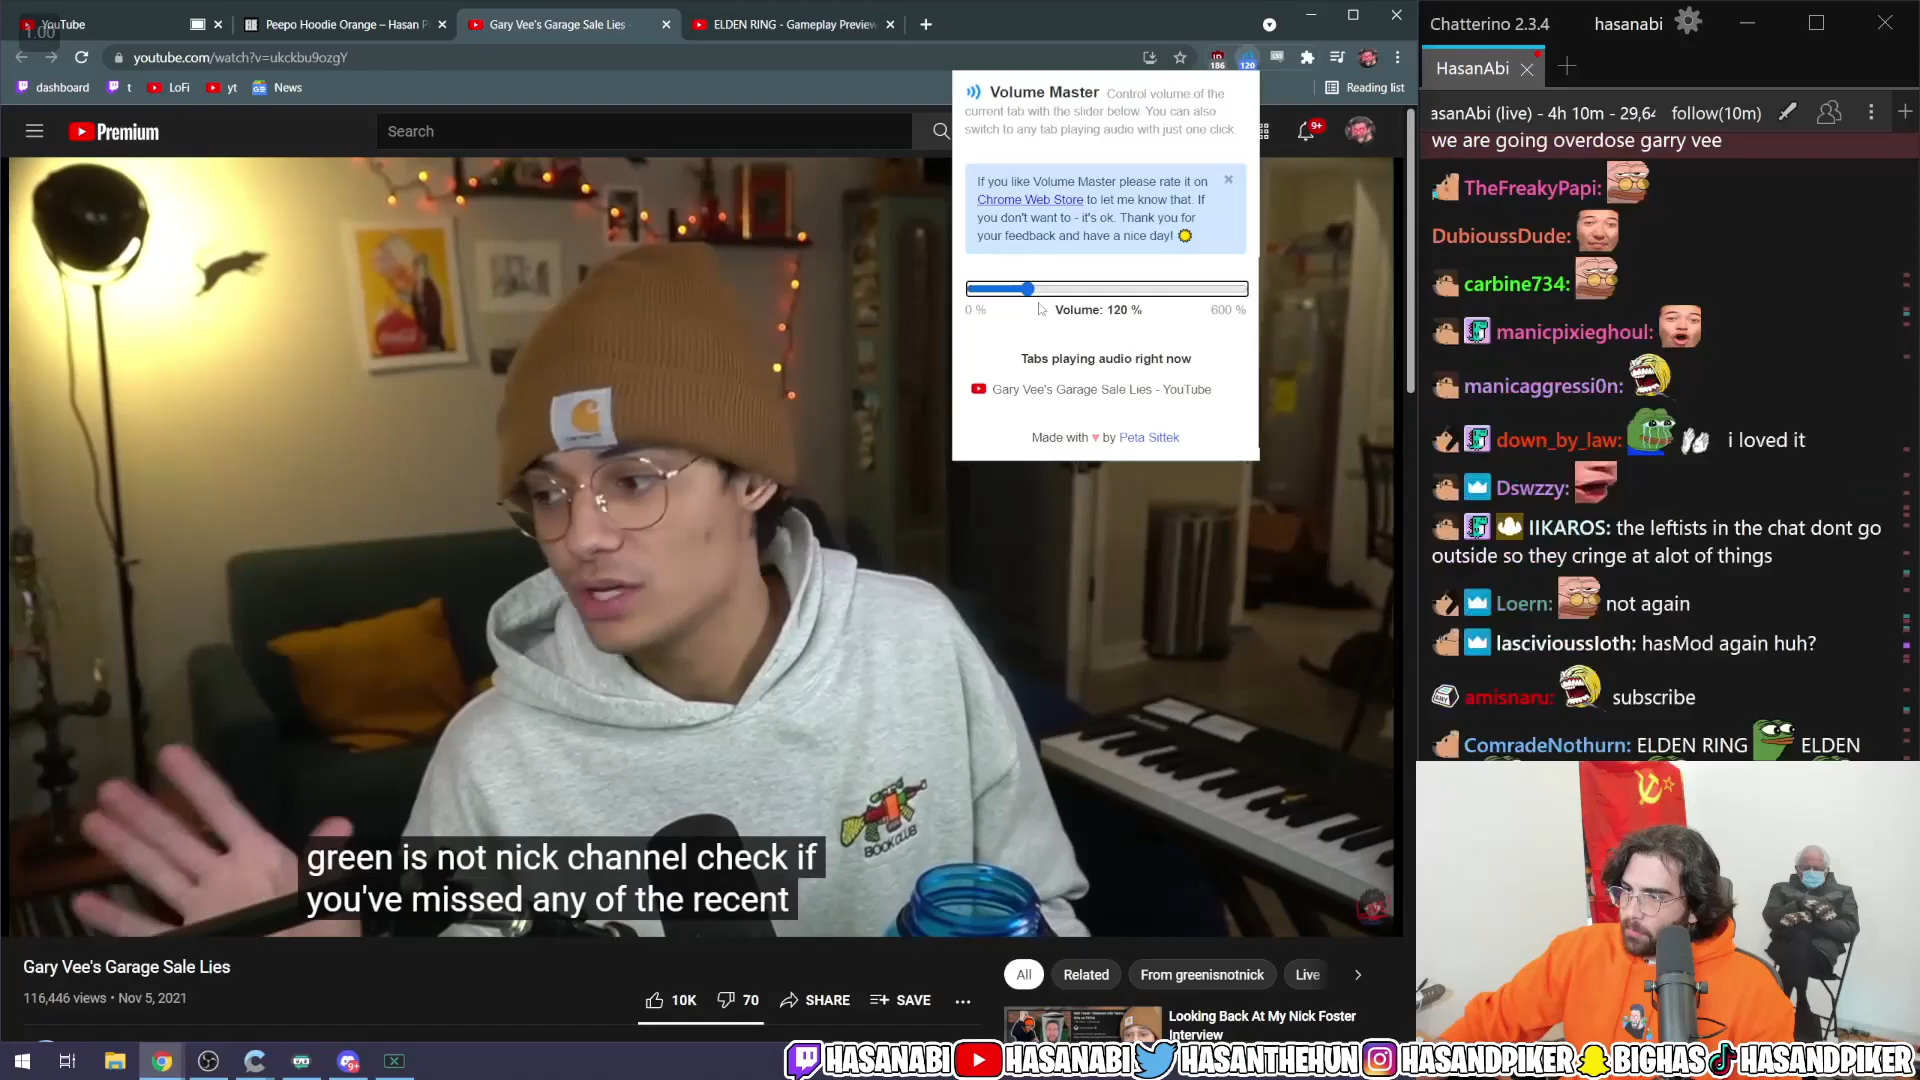 YouTube
1.00
Peepo Hoodie Orange – Hasan P
Gary Vee's Garage Sale Lies
ELDEN RING - Gameplay Preview
youtube.com/watch?v=ukckbu9ozgY
186
120
dashboard
t
LoFi
yt
News
Reading list
Premium
Search
9+
Volume Master Control volume of the
current tab with the slider below. You can also
switch to any tab playing audio with just one click.
If you like Volume Master please rate it on
Chrome Web Store to let me know that. If
you don't want to - it's ok. Thank you for
your feedback and have a nice day!
0 %
Volume: 120 %
600 %
Tabs playing audio right now
Gary Vee's Garage Sale Lies - YouTube
Made with ♥ by Peta Sittek
BOOK CLUB
green is not nick channel check if
you've missed any of the recent
Gary Vee's Garage Sale Lies
116,446 views • Nov 5, 2021
10K
70
SHARE
SAVE
All
Related
From greenisnotnick
Live
Looking Back At My Nick Foster
Interview
Chatterino 2.3.4
hasanabi
HasanAbi
asanAbi (live) - 4h 10m - 29,64
follow(10m)
we are going overdose garry vee
TheFreakyPapi:
DubioussDude:
carbine734:
manicpixieghoul:
manicaggressi0n:
down_by_law: i loved it
Dswzzy:
IIKAROS: the leftists in the chat dont go
outside so they cringe at alot of things
Loern: not again
lascivioussloth: hasMod again huh?
amisnaru: subscribe
ComradeNothurn: ELDEN RING ELDEN
HASANABI
HASANABI
HASANTHEHUN
HASANDPIKER
BIGHAS
HASANDPIKER